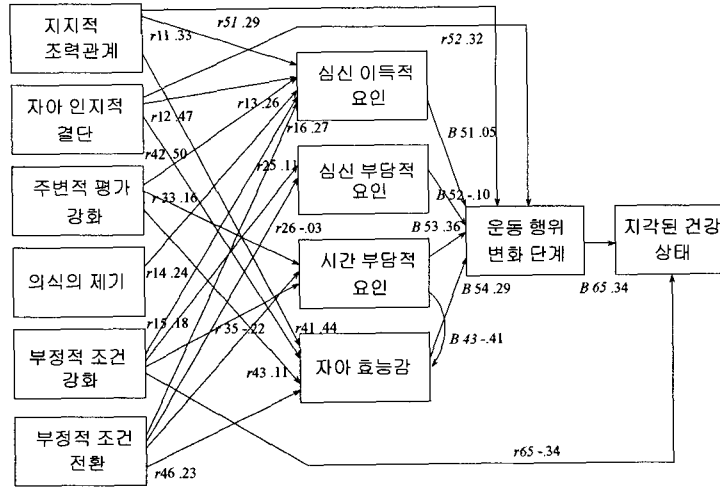 지지적
조력관계
자아 인지적
결단
주변적 평가
강화
의식의 제기
부정적 조건
강화
부정적 조건
전환
r11 .33
r51 .29
r52 .32
r12 .47
r42 .50
r13 .26
r16 .27
r33 .16
r25 .11
r26 -.03
r14 .24
r15 .18
r35 -.22
r41 .44
r43 .11
r46 .23
심신 이득적
요인
심신 부담적
요인
시간 부담적
요인
자아 효능감
B 51 .05
B 52 -.10
B 53 .36
B 54 .29
B 43 -.41
운동 행위
변화 단계
B 65 .34
지각된 건강
상태
r65 -.34